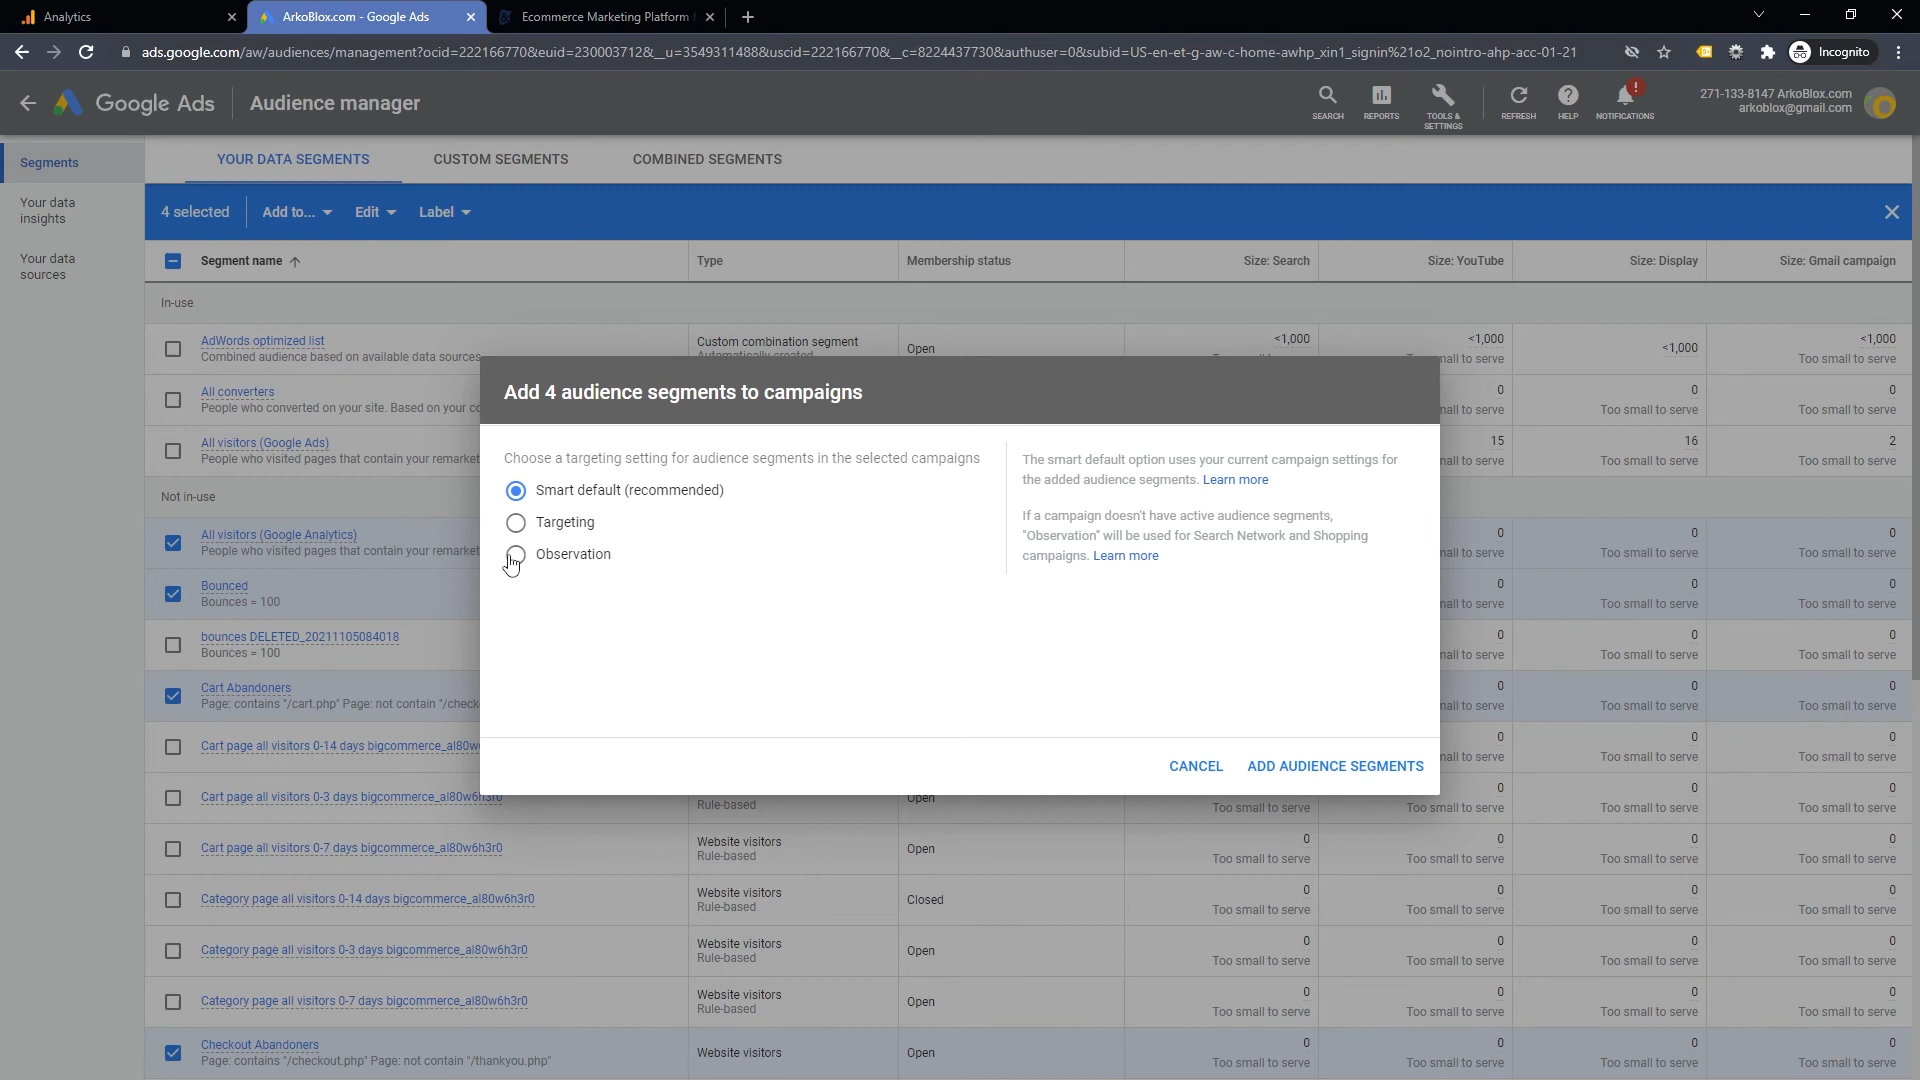 Analytics
ArkoBlox.com - Google Ads
Ecommerce Marketing Platform
ads.google.com/aw/audiences/management?ocid=222166770&euid=230003712&__u=3549311488&uscid=222166770&__c=8224437730&authuser=0&subid=US-en-et-g-aw-c-home-awhp_xin1_signin%21o2_nointro-ahp-acc-01-21
Incognito
Google Ads
Audience manager
SEARCH
REPORTS
TOOLS &
SETTINGS
REFRESH
HELP
NOTIFICATIONS
271-133-8147 ArkoBlox.com
arkoblox@gmail.com
Segments
Your data
insights
Your data
sources
YOUR DATA SEGMENTS
CUSTOM SEGMENTS
COMBINED SEGMENTS
4 selected
Add to...
Edit
Label
Segment name
Type
Membership status
Size: Search
Size: YouTube
Size: Display
Size: Gmail campaign
In-use
AdWords optimized list
Combined audience based on available data sources
Custom combination segment
Automatically created
Open
<1,000
<1,000
nall to serve
<1,000
<1,000
Too small to serve
All converters
People who converted on your site. Based on your co
0
nall to serve
0
Too small to serve
0
Too small to serve
All visitors (Google Ads)
People who visited pages that contain your remarket
15
nall to serve
16
Too small to serve
2
Too small to serve
Add 4 audience segments to campaigns
Choose a targeting setting for audience segments in the selected campaigns
Smart default (recommended)
Targeting
Observation
The smart default option uses your current campaign settings for
the added audience segments. Learn more
If a campaign doesn't have active audience segments,
"Observation" will be used for Search Network and Shopping
campaigns. Learn more
CANCEL
ADD AUDIENCE SEGMENTS
Not in-use
All visitors (Google Analytics)
People who visited pages that contain your remarket
0
nall to serve
0
Too small to serve
0
Too small to serve
Bounced
Bounces = 100
0
nall to serve
0
Too small to serve
0
Too small to serve
bounces DELETED_20211105084018
Bounces = 100
0
nall to serve
0
Too small to serve
0
Too small to serve
Cart Abandoners
Page: contains "/cart.php" Page: not contain "/check
0
nall to serve
0
Too small to serve
0
Too small to serve
Cart page all visitors 0-14 days bigcommerce_al80w
0
nall to serve
0
Too small to serve
0
Too small to serve
Cart page all visitors 0-3 days bigcommerce_al80w6h3r0
Rule-based
Open
Too small to serve
0
Too small to serve
0
Too small to serve
0
Too small to serve
Cart page all visitors 0-7 days bigcommerce_al80w6h3r0
Website visitors
Rule-based
Open
0
Too small to serve
0
Too small to serve
0
Too small to serve
0
Too small to serve
Category page all visitors 0-14 days bigcommerce_al80w6h3r0
Website visitors
Rule-based
Closed
0
Too small to serve
0
Too small to serve
0
Too small to serve
0
Too small to serve
Category page all visitors 0-3 days bigcommerce_al80w6h3r0
Website visitors
Rule-based
Open
0
Too small to serve
0
Too small to serve
0
Too small to serve
0
Too small to serve
Category page all visitors 0-7 days bigcommerce_al80w6h3r0
Website visitors
Rule-based
Open
0
Too small to serve
0
Too small to serve
0
Too small to serve
0
Too small to serve
Checkout Abandoners
Page: contains "/checkout.php" Page: not contain "/thankyou.php"
Website visitors
Open
0
Too small to serve
0
Too small to serve
0
Too small to serve
0
Too small to serve